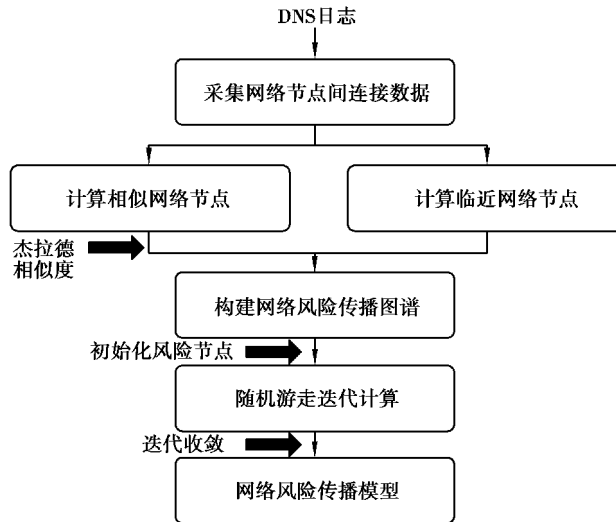 DNS日志
采集网络节点间连接数据
计算相似网络节点
计算临近网络节点
杰拉德
相似度
构建网络风险传播图谱
初始化风险节点
随机游走迭代计算
迭代收敛
网络风险传播模型